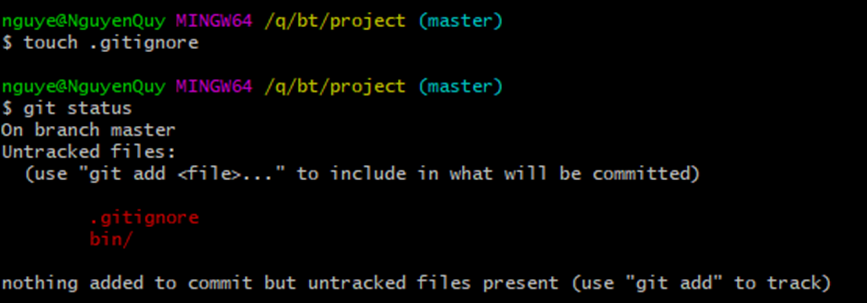 nguye@NguyenQuy MINGW64 /q/bt/project (master)
$ touch .gitignore
nguye@NguyenQuy MINGW64 /q/bt/project (master)
$ git status
On branch master
Untracked files:
  (use "git add <file>..." to include in what will be committed)
        .gitignore
        bin/
nothing added to commit but untracked files present (use "git add" to track)